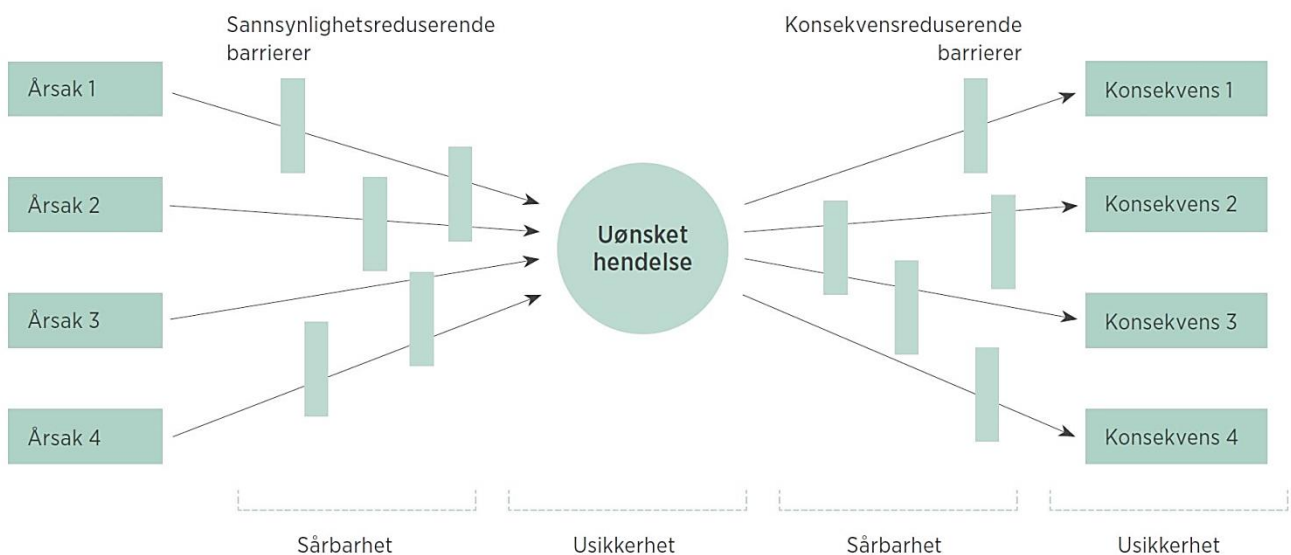 Sannsynlighetsreduserende
barrierer
Konsekvensreduserende
barrierer
Årsak 1
Årsak 2
Årsak 3
Årsak 4
Uønsket
hendelse
Konsekvens 1
Konsekvens 2
Konsekvens 3
Konsekvens 4
Sårbarhet
Usikkerhet
Sårbarhet
Usikkerhet